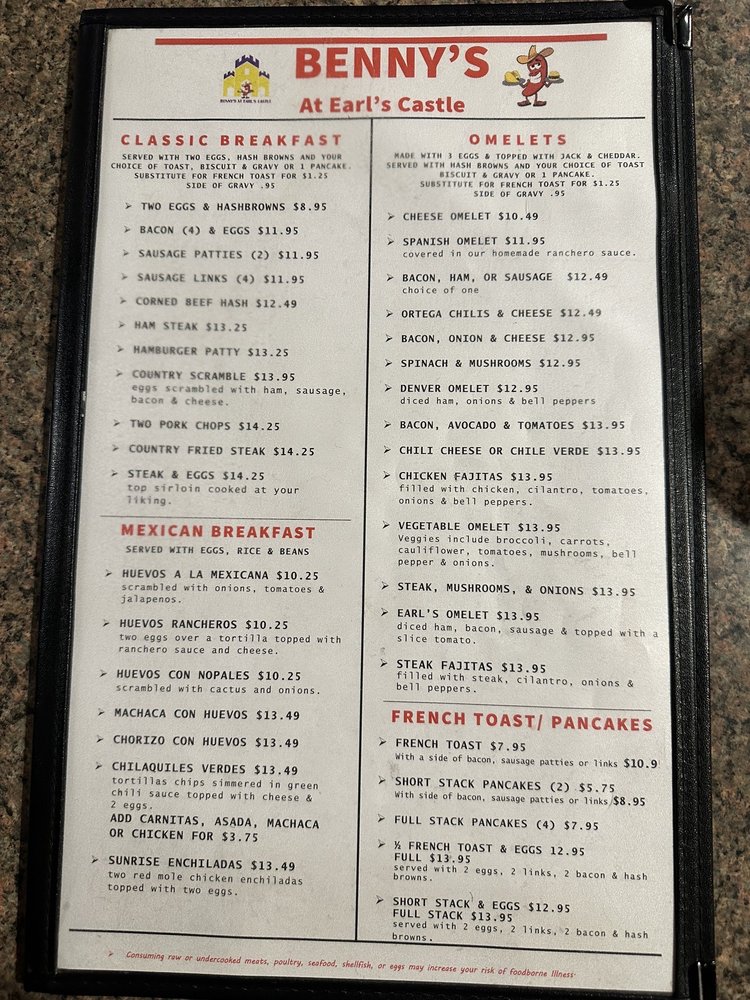 BENNY'S
At Earl's Castle
BENNY'S AT EARL'S CASTLE
CLASSIC BREAKFAST
SERVED WITH TWO EGGS, HASH BROWNS AND YOUR
CHOICE OF TOAST, BISCUIT & GRAVY OR 1 PANCAKE.
SUBSTITUTE FOR FRENCH TOAST FOR $1.25
SIDE OF GRAVY .95
➢ TWO EGGS & HASHBROWNS $8.95
➢ BACON (4) & EGGS $11.95
➢ SAUSAGE PATTIES (2) $11.95
➢ SAUSAGE LINKS (4) $11.95
➢ CORNED BEEF HASH $12.49
➢ HAM STEAK $13.25
➢ HAMBURGER PATTY $13.25
➢ COUNTRY SCRAMBLE $13.95
eggs scrambled with ham, sausage,
bacon & cheese.
➢ TWO PORK CHOPS $14.25
➢ COUNTRY FRIED STEAK $14.25
➢ STEAK & EGGS $14.25
top sirloin cooked at your
liking.
MEXICAN BREAKFAST
SERVED WITH EGGS, RICE & BEANS
➢ HUEVOS A LA MEXICANA $10.25
scrambled with onions, tomatoes &
jalapenos.
➢ HUEVOS RANCHEROS $10.25
two eggs over a tortilla topped with
ranchero sauce and cheese.
➢ HUEVOS CON NOPALES $10.25
scrambled with cactus and onions.
➢ MACHACA CON HUEVOS $13.49
➢ CHORIZO CON HUEVOS $13.49
➢ CHILAQUILES VERDES $13.49
tortillas chips simmered in green
chili sauce topped with cheese &
2 eggs.
ADD CARNITAS, ASADA, MACHACA
OR CHICKEN FOR $3.75
➢ SUNRISE ENCHILADAS $13.49
two red mole chicken enchiladas
topped with two eggs.
OMELETS
MADE WITH 3 EGGS & TOPPED WITH JACK & CHEDDAR.
SERVED WITH HASH BROWNS AND YOUR CHOICE OF TOAST
BISCUIT & GRAVY OR 1 PANCAKE.
SUBSTITUTE FOR FRENCH TOAST FOR $1.25
SIDE OF GRAVY .95
➢ CHEESE OMELET $10.49
➢ SPANISH OMELET $11.95
covered in our homemade ranchero sauce.
➢ BACON, HAM, OR SAUSAGE $12.49
choice of one
➢ ORTEGA CHILIS & CHEESE $12.49
➢ BACON, ONION & CHEESE $12.95
➢ SPINACH & MUSHROOMS $12.95
➢ DENVER OMELET $12.95
diced ham, onions & bell peppers
➢ BACON, AVOCADO & TOMATOES $13.95
➢ CHILI CHEESE OR CHILE VERDE $13.95
➢ CHICKEN FAJITAS $13.95
filled with chicken, cilantro, tomatoes,
onions & bell peppers.
➢ VEGETABLE OMELET $13.95
Veggies include broccoli, carrots,
cauliflower, tomatoes, mushrooms, bell
pepper & onions.
➢ STEAK, MUSHROOMS, & ONIONS $13.95
➢ EARL'S OMELET $13.95
diced ham, bacon, sausage & topped with a
slice tomato.
➢ STEAK FAJITAS $13.95
filled with steak, cilantro, onions &
bell peppers.
FRENCH TOAST/ PANCAKES
➢ FRENCH TOAST $7.95
With a side of bacon, sausage patties or links $10.9
➢ SHORT STACK PANCAKES (2) $5.75
With side of bacon, sausage patties or links $8.95
➢ FULL STACK PANCAKES (4) $7.95
➢ ½ FRENCH TOAST & EGGS 12.95
FULL $13.95
served with 2 eggs, 2 links, 2 bacon & hash
browns.
➢ SHORT STACK & EGGS $12.95
FULL STACK $13.95
served with 2 eggs, 2 links, 2 bacon & hash
browns.
➢ Consuming raw or undercooked meats, poultry, seafood, shellfish, or eggs may increase your risk of foodborne Illness.